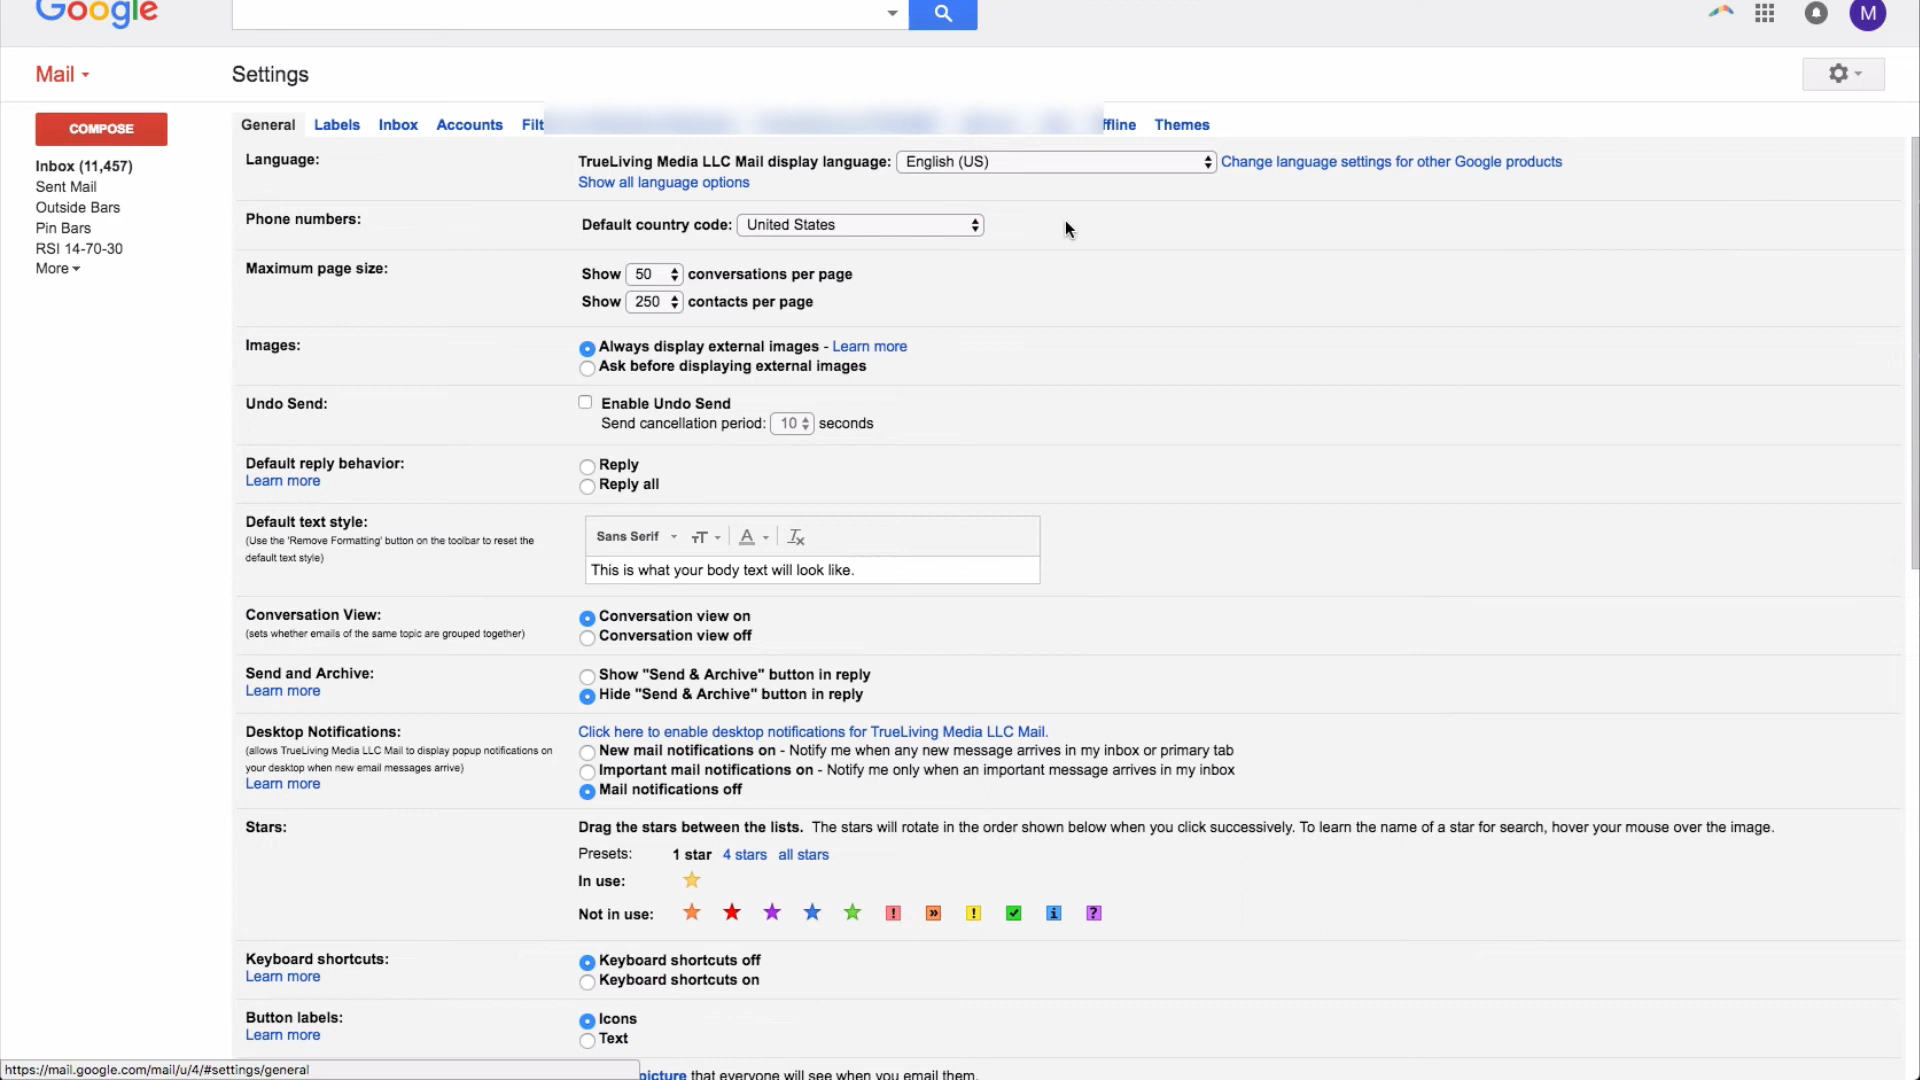 Google
M
Mail
Settings
COMPOSE
Inbox (11,457)
Sent Mail
Outside Bars
Pin Bars
RSI 14-70-30
More
General Labels Inbox Accounts Filt ffline Themes
Language:
TrueLiving Media LLC Mail display language: English (US) Change language settings for other Google products
Show all language options
Phone numbers:
Default country code: United States
Maximum page size:
Show 50 conversations per page
Show 250 contacts per page
Images:
Always display external images - Learn more
Ask before displaying external images
Undo Send:
Enable Undo Send
Send cancellation period: 10 seconds
Default reply behavior:
Learn more
Reply
Reply all
Default text style:
(Use the 'Remove Formatting' button on the toolbar to reset the
default text style)
Sans Serif
This is what your body text will look like.
Conversation View:
(sets whether emails of the same topic are grouped together)
Conversation view on
Conversation view off
Send and Archive:
Learn more
Show "Send & Archive" button in reply
Hide "Send & Archive" button in reply
Desktop Notifications:
(allows TrueLiving Media LLC Mail to display popup notifications on
your desktop when new email messages arrive)
Learn more
Click here to enable desktop notifications for TrueLiving Media LLC Mail.
New mail notifications on - Notify me when any new message arrives in my inbox or primary tab
Important mail notifications on - Notify me only when an important message arrives in my inbox
Mail notifications off
Stars:
Drag the stars between the lists. The stars will rotate in the order shown below when you click successively. To learn the name of a star for search, hover your mouse over the image.
Presets: 1 star 4 stars all stars
In use:
Not in use:
Keyboard shortcuts:
Learn more
Keyboard shortcuts off
Keyboard shortcuts on
Button labels:
Learn more
Icons
Text
picture that everyone will see when you email them.
https://mail.google.com/mail/u/4/#settings/general